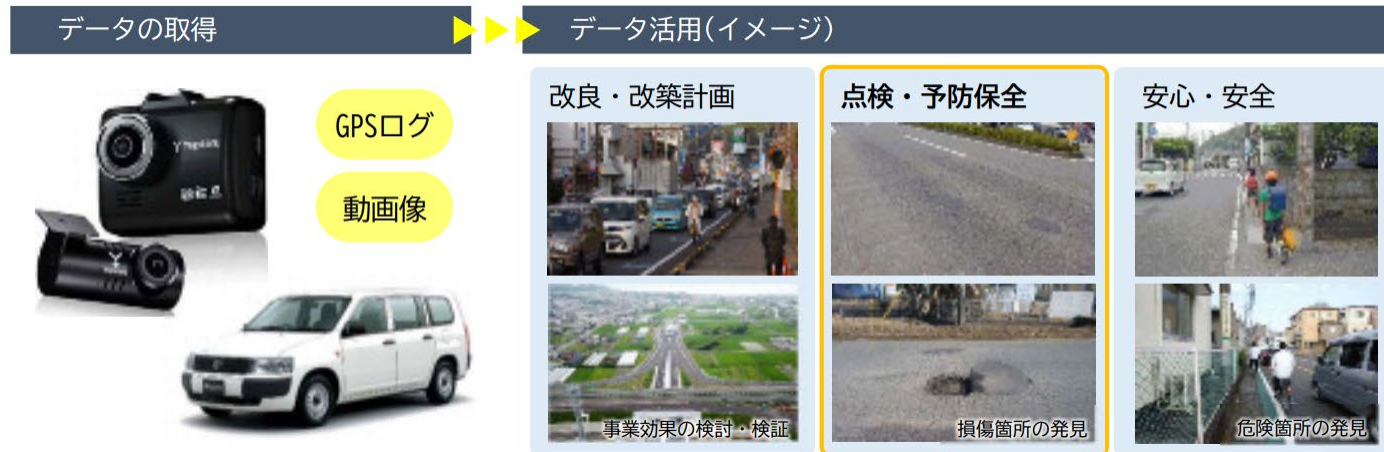 データの取得
データ活用(イメージ)
GPSログ
動画像
改良・改築計画
事業効果の検討・検証
点検・予防保全
損傷箇所の発見
安心・安全
危険箇所の発見